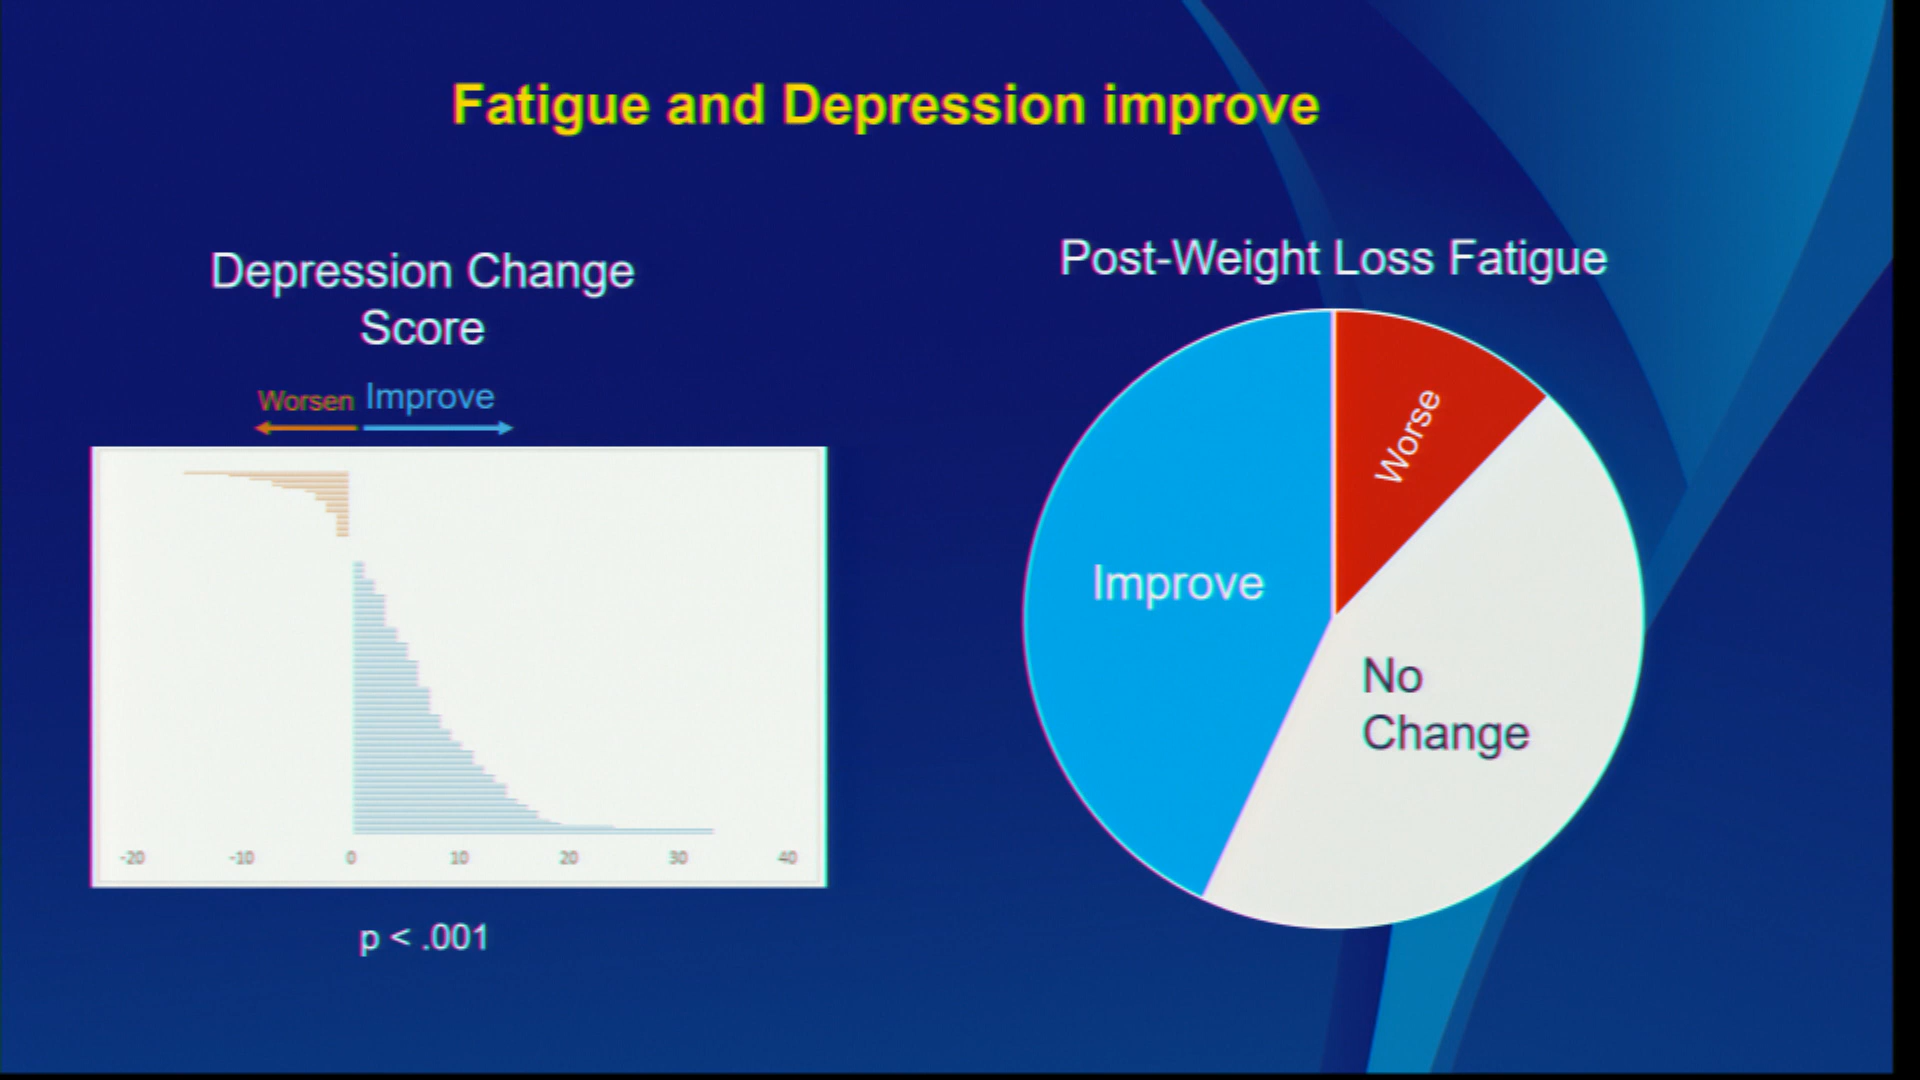 Fatigue and Depression improve
Depression Change
Score
Worsen Improve
-20 -10 0 10 20 30 40
p < .001
Post-Weight Loss Fatigue
Worse
Improve
No
Change